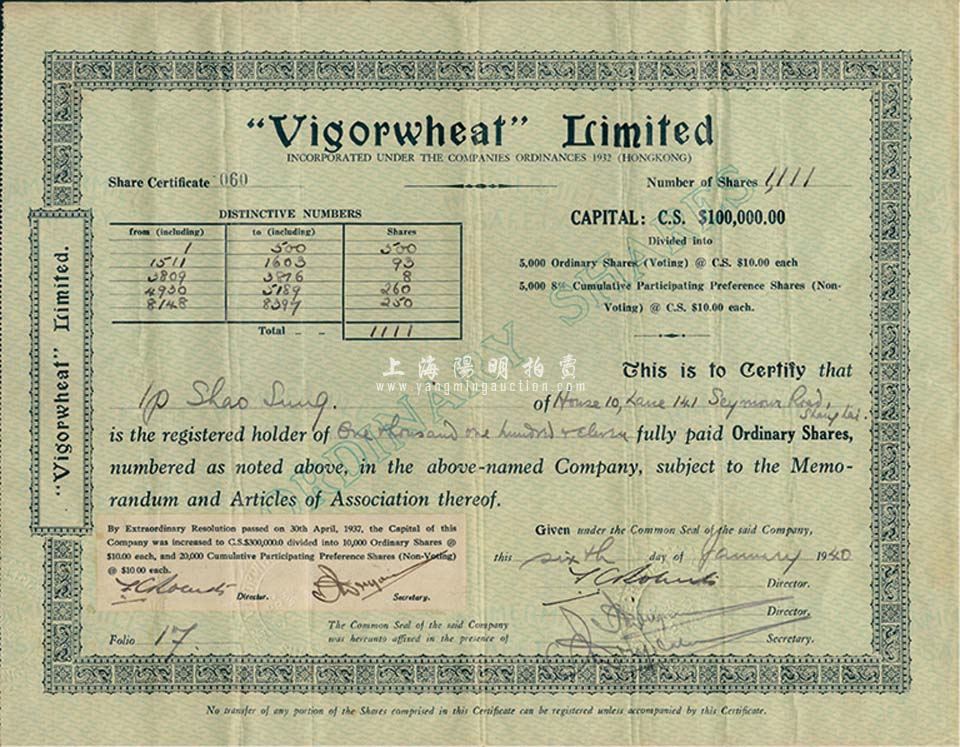 "Vigorwheat" Limited
INCORPORATED UNDER THE COMPANIES ORDINANCES 1932 (HONGKONG)
Share Certificate 060
Number of Shares 1,111
DISTINCTIVE NUMBERS
from (including) to (including) Shares
1 500 500
1511 1603 93
3809 3816 8
4930 5189 260
8148 8397 250
Total - - 1111
CAPITAL: C.S. $100,000.00
Divided into
5,000 Ordinary Shares (Voting) @ C.S. $10.00 each
5,000 8% Cumulative Participating Preference Shares (Non-
Voting) @ C.S. $10.00 each.
ORDINARY SHARES
上海陽明拍賣
www.yangmingauction.com
This is to Certify that
Ip Shao Sung. of House 10, Lane 141 Seymour Road, Shanghai.
is the registered holder of One thousand one hundred & eleven fully paid Ordinary Shares,
numbered as noted above, in the above-named Company, subject to the Memo-
randum and Articles of Association thereof.
"Vigorwheat" Limited.
By Extraordinary Resolution passed on 30th April, 1937, the Capital of this
Company was increased to C.S.$300,000.0 divided into 10,000 Ordinary Shares @
$10.00 each, and 20,000 Cumulative Participating Preference Shares (Non-Voting)
@ $10.00 each.
Director. Secretary.
Given under the Common Seal of the said Company,
this sixth day of January 1940
Director.
Director.
Secretary.
The Common Seal of the said Company
was hereunto affixed in the presence of
Folio 17.
No transfer of any portion of the Shares comprised in this Certificate can be registered unless accompanied by this Certificate.